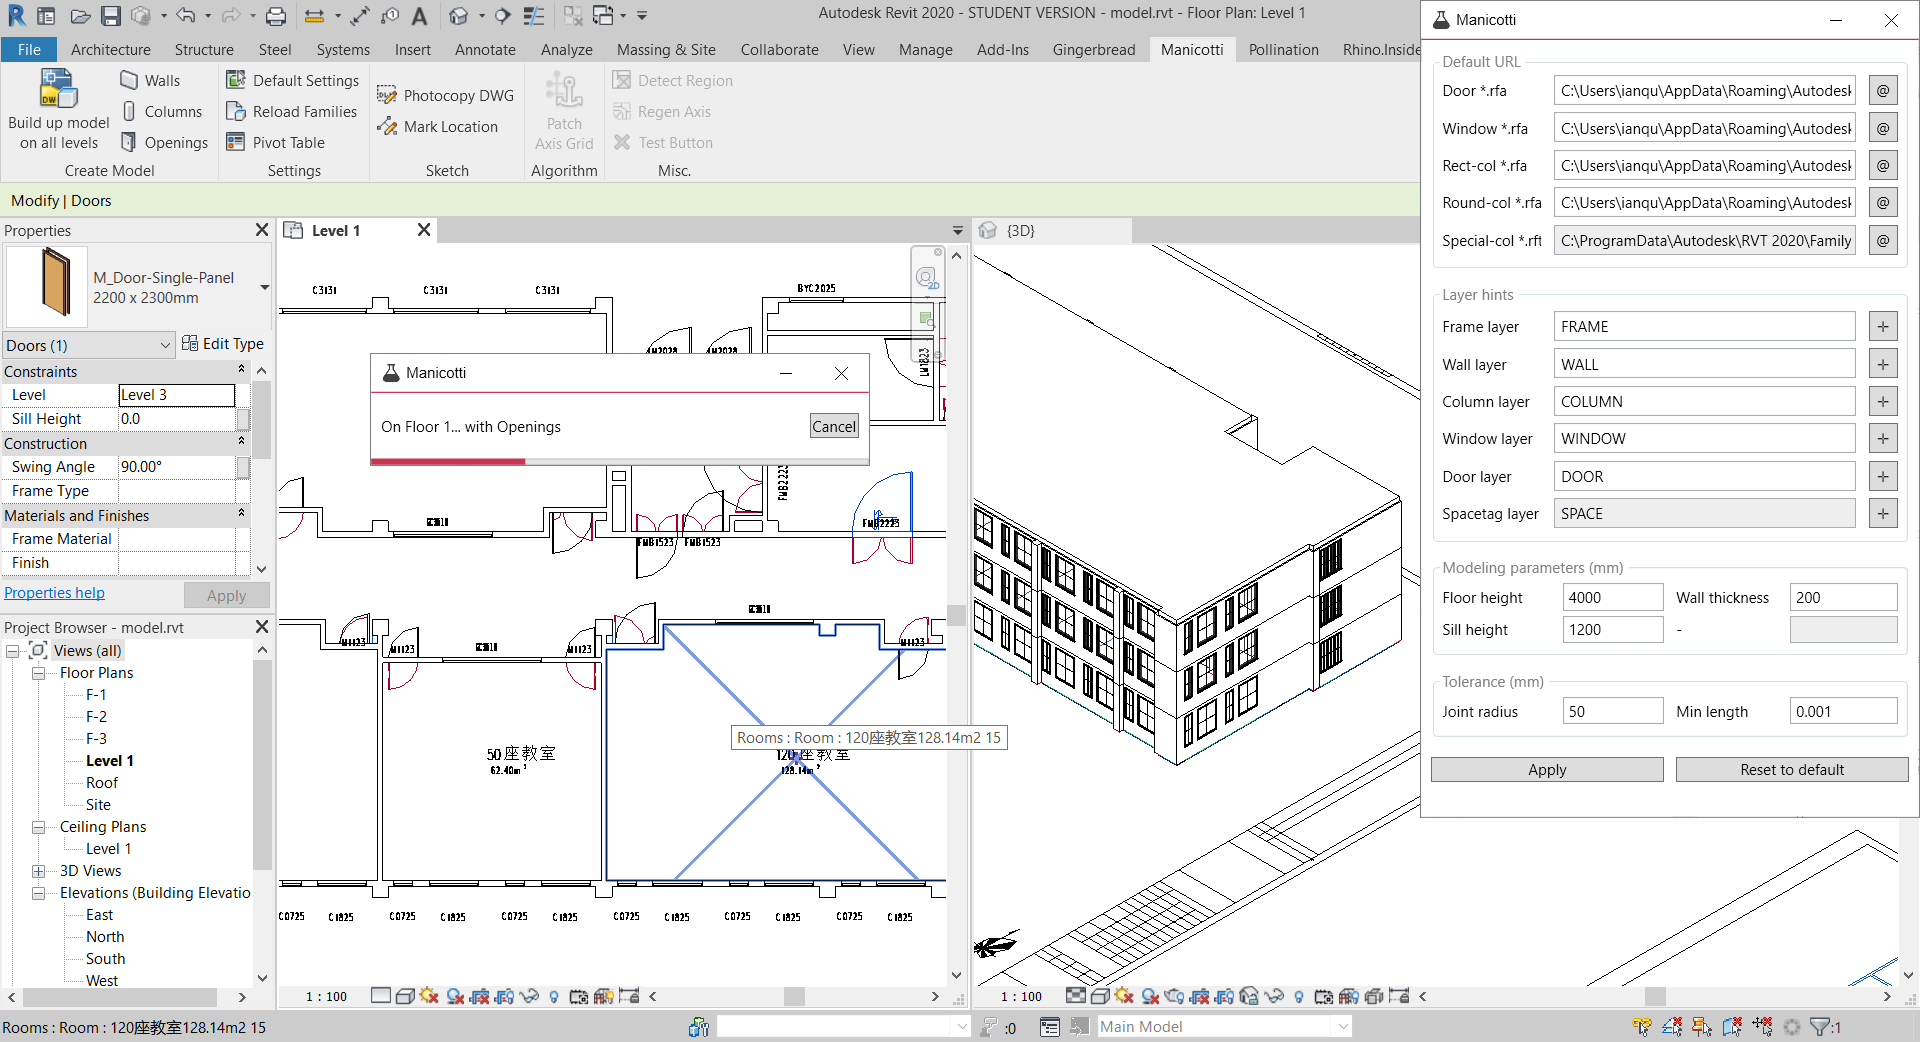 Autodesk Revit 2020 - STUDENT VERSION - model.rvt - Floor Plan: Level 1
File Architecture Structure Steel Systems Insert Annotate Analyze Massing & Site Collaborate View Manage Add-Ins Gingerbread Manicotti Pollination Rhino.Inside
Build up model
on all levels
Walls
Columns
Openings
Create Model
Default Settings
Reload Families
Pivot Table
Settings
Photocopy DWG
Mark Location
Sketch
Patch
Axis Grid
Algorithm
Detect Region
Regen Axis
Test Button
Misc.
Modify | Doors
Properties
M_Door-Single-Panel
2200 x 2300mm
Doors (1)
Edit Type
Constraints
Level Level 3
Sill Height 0.0
Construction
Swing Angle 90.00°
Frame Type
Materials and Finishes
Frame Material
Finish
Properties help
Apply
Project Browser - model.rvt
Views (all)
Floor Plans
F-1
F-2
F-3
Level 1
Roof
Site
Ceiling Plans
Level 1
3D Views
Elevations (Building Elevatio
East
North
South
West
Level 1
2D
C3131 C3131 C3131
BYC2025
LM1823
Manicotti
On Floor 1... with Openings
Cancel
FMB2223
FMB1523 FMB1523
M1123 M1123 M1123 M1123
50座教室
62.40m²
Rooms : Room : 120座教室128.14m2 15
128.14m²
C0725 C1825 C0725 C1825 C0725 C1825 C0725 C1825 C0725 C1825
1 : 100
{3D}
1 : 100
Rooms : Room : 120座教室128.14m2 15
:0
Main Model
:1
Manicotti
Default URL
Door *.rfa C:\Users\ianqu\AppData\Roaming\Autodesk @
Window *.rfa C:\Users\ianqu\AppData\Roaming\Autodesk @
Rect-col *.rfa C:\Users\ianqu\AppData\Roaming\Autodesk @
Round-col *.rfa C:\Users\ianqu\AppData\Roaming\Autodesk @
Special-col *.rft C:\ProgramData\Autodesk\RVT 2020\Family @
Layer hints
Frame layer FRAME +
Wall layer WALL +
Column layer COLUMN +
Window layer WINDOW +
Door layer DOOR +
Spacetag layer SPACE +
Modeling parameters (mm)
Floor height 4000 Wall thickness 200
Sill height 1200 -
Tolerance (mm)
Joint radius 50 Min length 0.001
Apply Reset to default